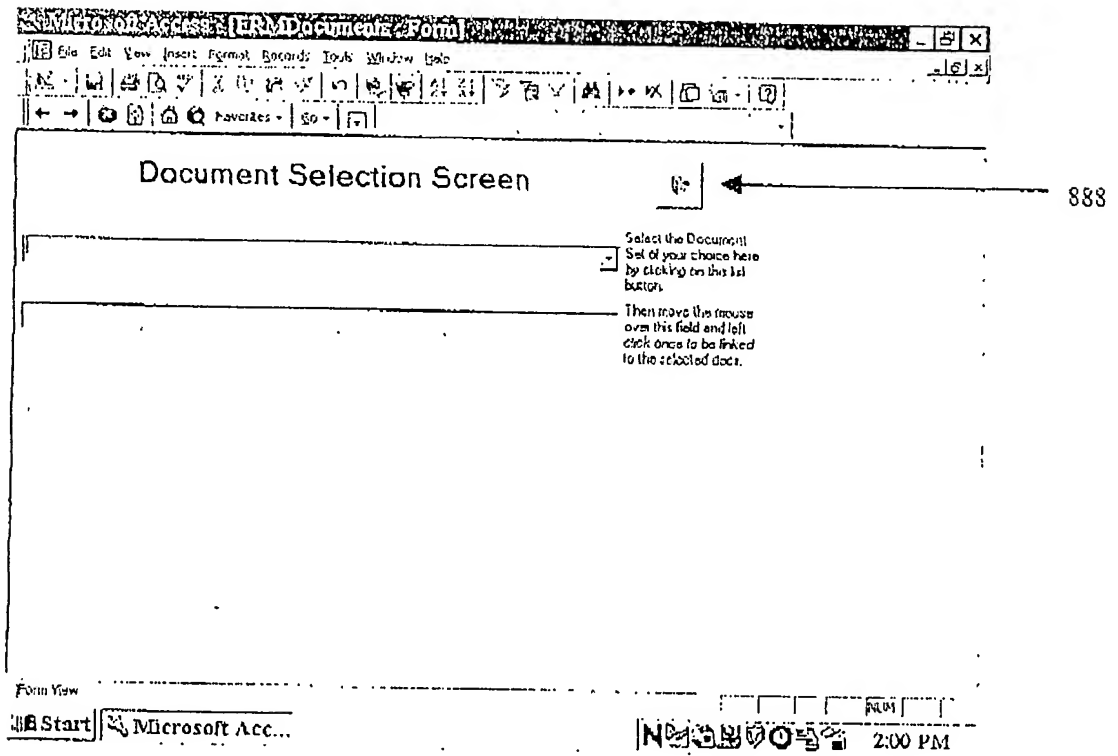 Microsoft Access - [ERMDocuments : Form]
File Edit View Insert Format Records Tools Window Help
Favorites Go
Document Selection Screen
888
Select the Document
Set of your choice here
by clicking on this list
button.
Then move the mouse
over this field and left
click once to be linked
to the selected docs.
Form View
NUM
Start Microsoft Acc...
2:00 PM